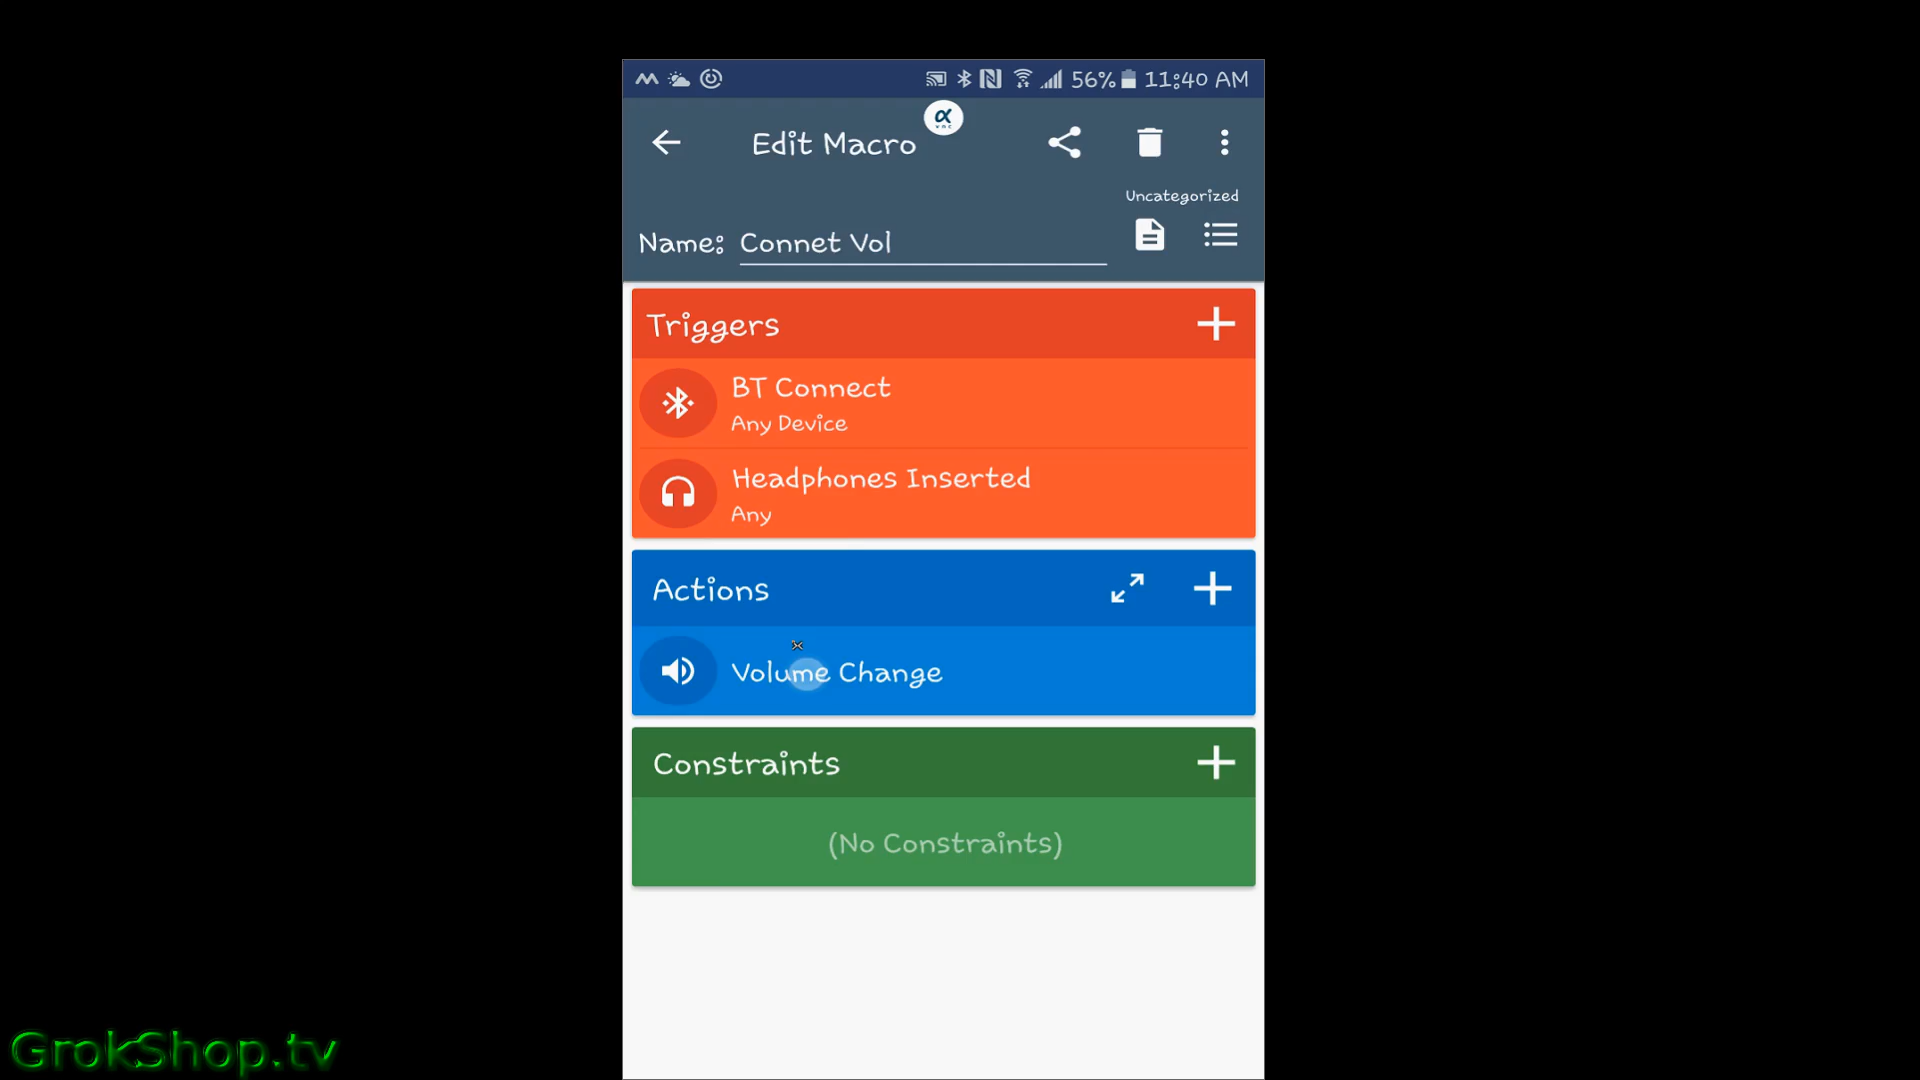 56% 11:40 AM
α
vnc
Edit Macro
Uncategorized
Name: Connet Vol
Triggers
BT Connect
Any Device
Headphones Inserted
Any
Actions
Volume Change
Constraints
(No Constraints)
GrokShop.tv